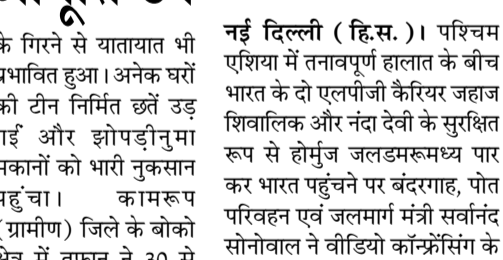 के गिरने से यातायात भी
प्रभावित हुआ। अनेक घरों
की टीन निर्मित छतें उड़
गई और झोपड़ीनुमा
मकानों को भारी नुकसान
पहुंचा। कामरूप
(ग्रामीण) जिले के बोको
नई दिल्ली (हि.स.)। पश्चिम
एशिया में तनावपूर्ण हालात के बीच
भारत के दो एलपीजी कैरियर जहाज
शिवालिक और नंदा देवी के सुरक्षित
रूप से होर्मुज जलडमरूमध्य पार
कर भारत पहुंचने पर बंदरगाह, पोत
परिवहन एवं जलमार्ग मंत्री सर्वानंद
सोनोवाल ने वीडियो कॉन्फ्रेंसिंग के